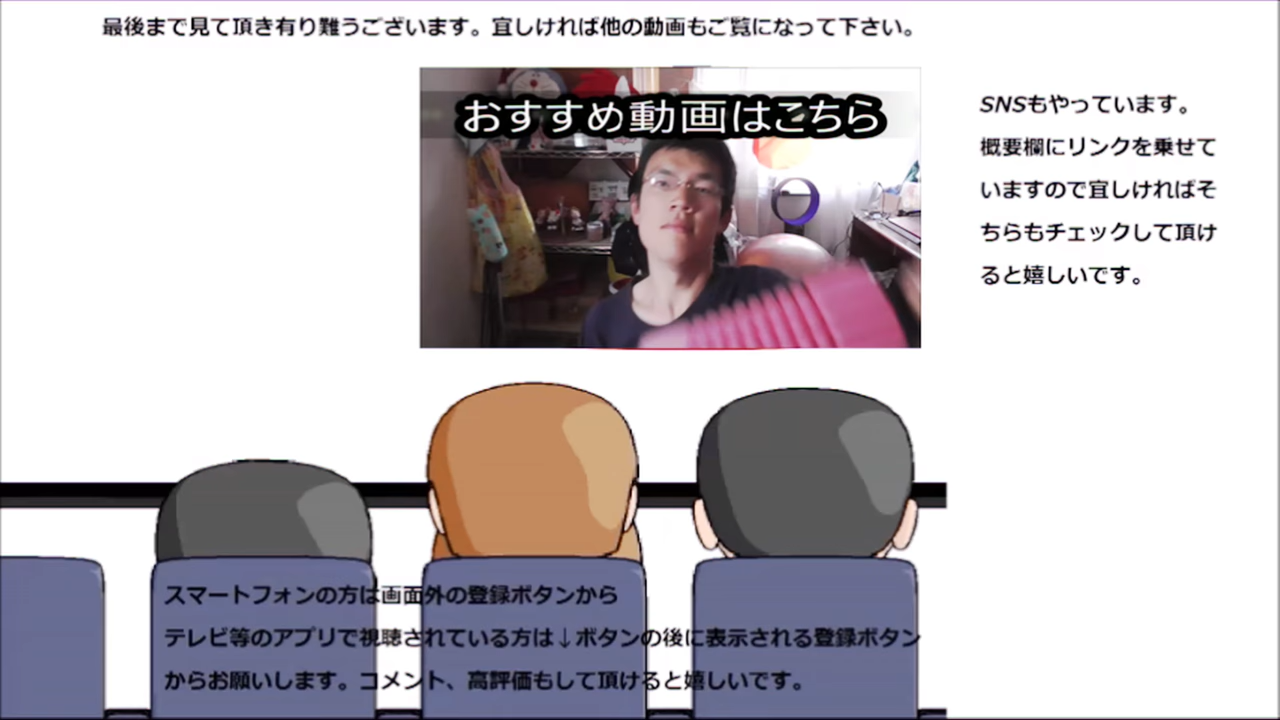 最後まで見て頂き有り難うございます。宜しければ他の動画もご覧になって下さい。
おすすめ動画はこちら
SNSもやっています。
概要欄にリンクを乗せて
いますので宜しければそ
ちらもチェックして頂け
ると嬉しいです。
スマートフォンの方は画面外の登録ボタンから
テレビ等のアプリで視聴されている方は↓ボタンの後に表示される登録ボタン
からお願いします。コメント、高評価もして頂けると嬉しいです。